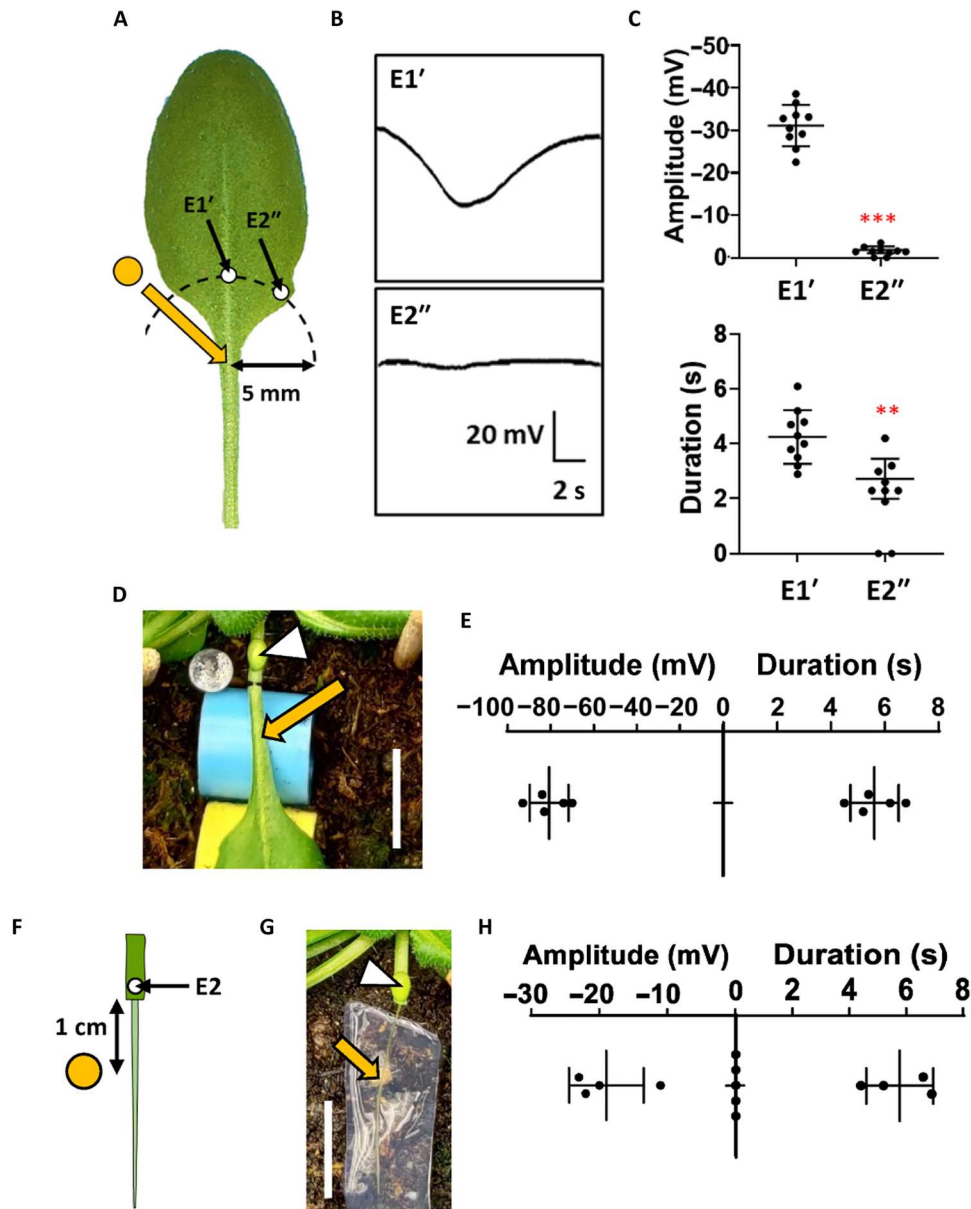 A
E1′
E2″
5 mm
B
E1′
E2″
20 mV
2 s
C
Amplitude (mV)
−50
−40
−30
−20
−10
0
***
E1′ E2″
Duration (s)
8
6
4
2
0
**
E1′ E2″
D
E
Amplitude (mV) Duration (s)
−100 −80 −60 −40 −20 0 2 4 6 8
F
E2
1 cm
G
H
Amplitude (mV) Duration (s)
−30 −20 −10 0 2 4 6 8